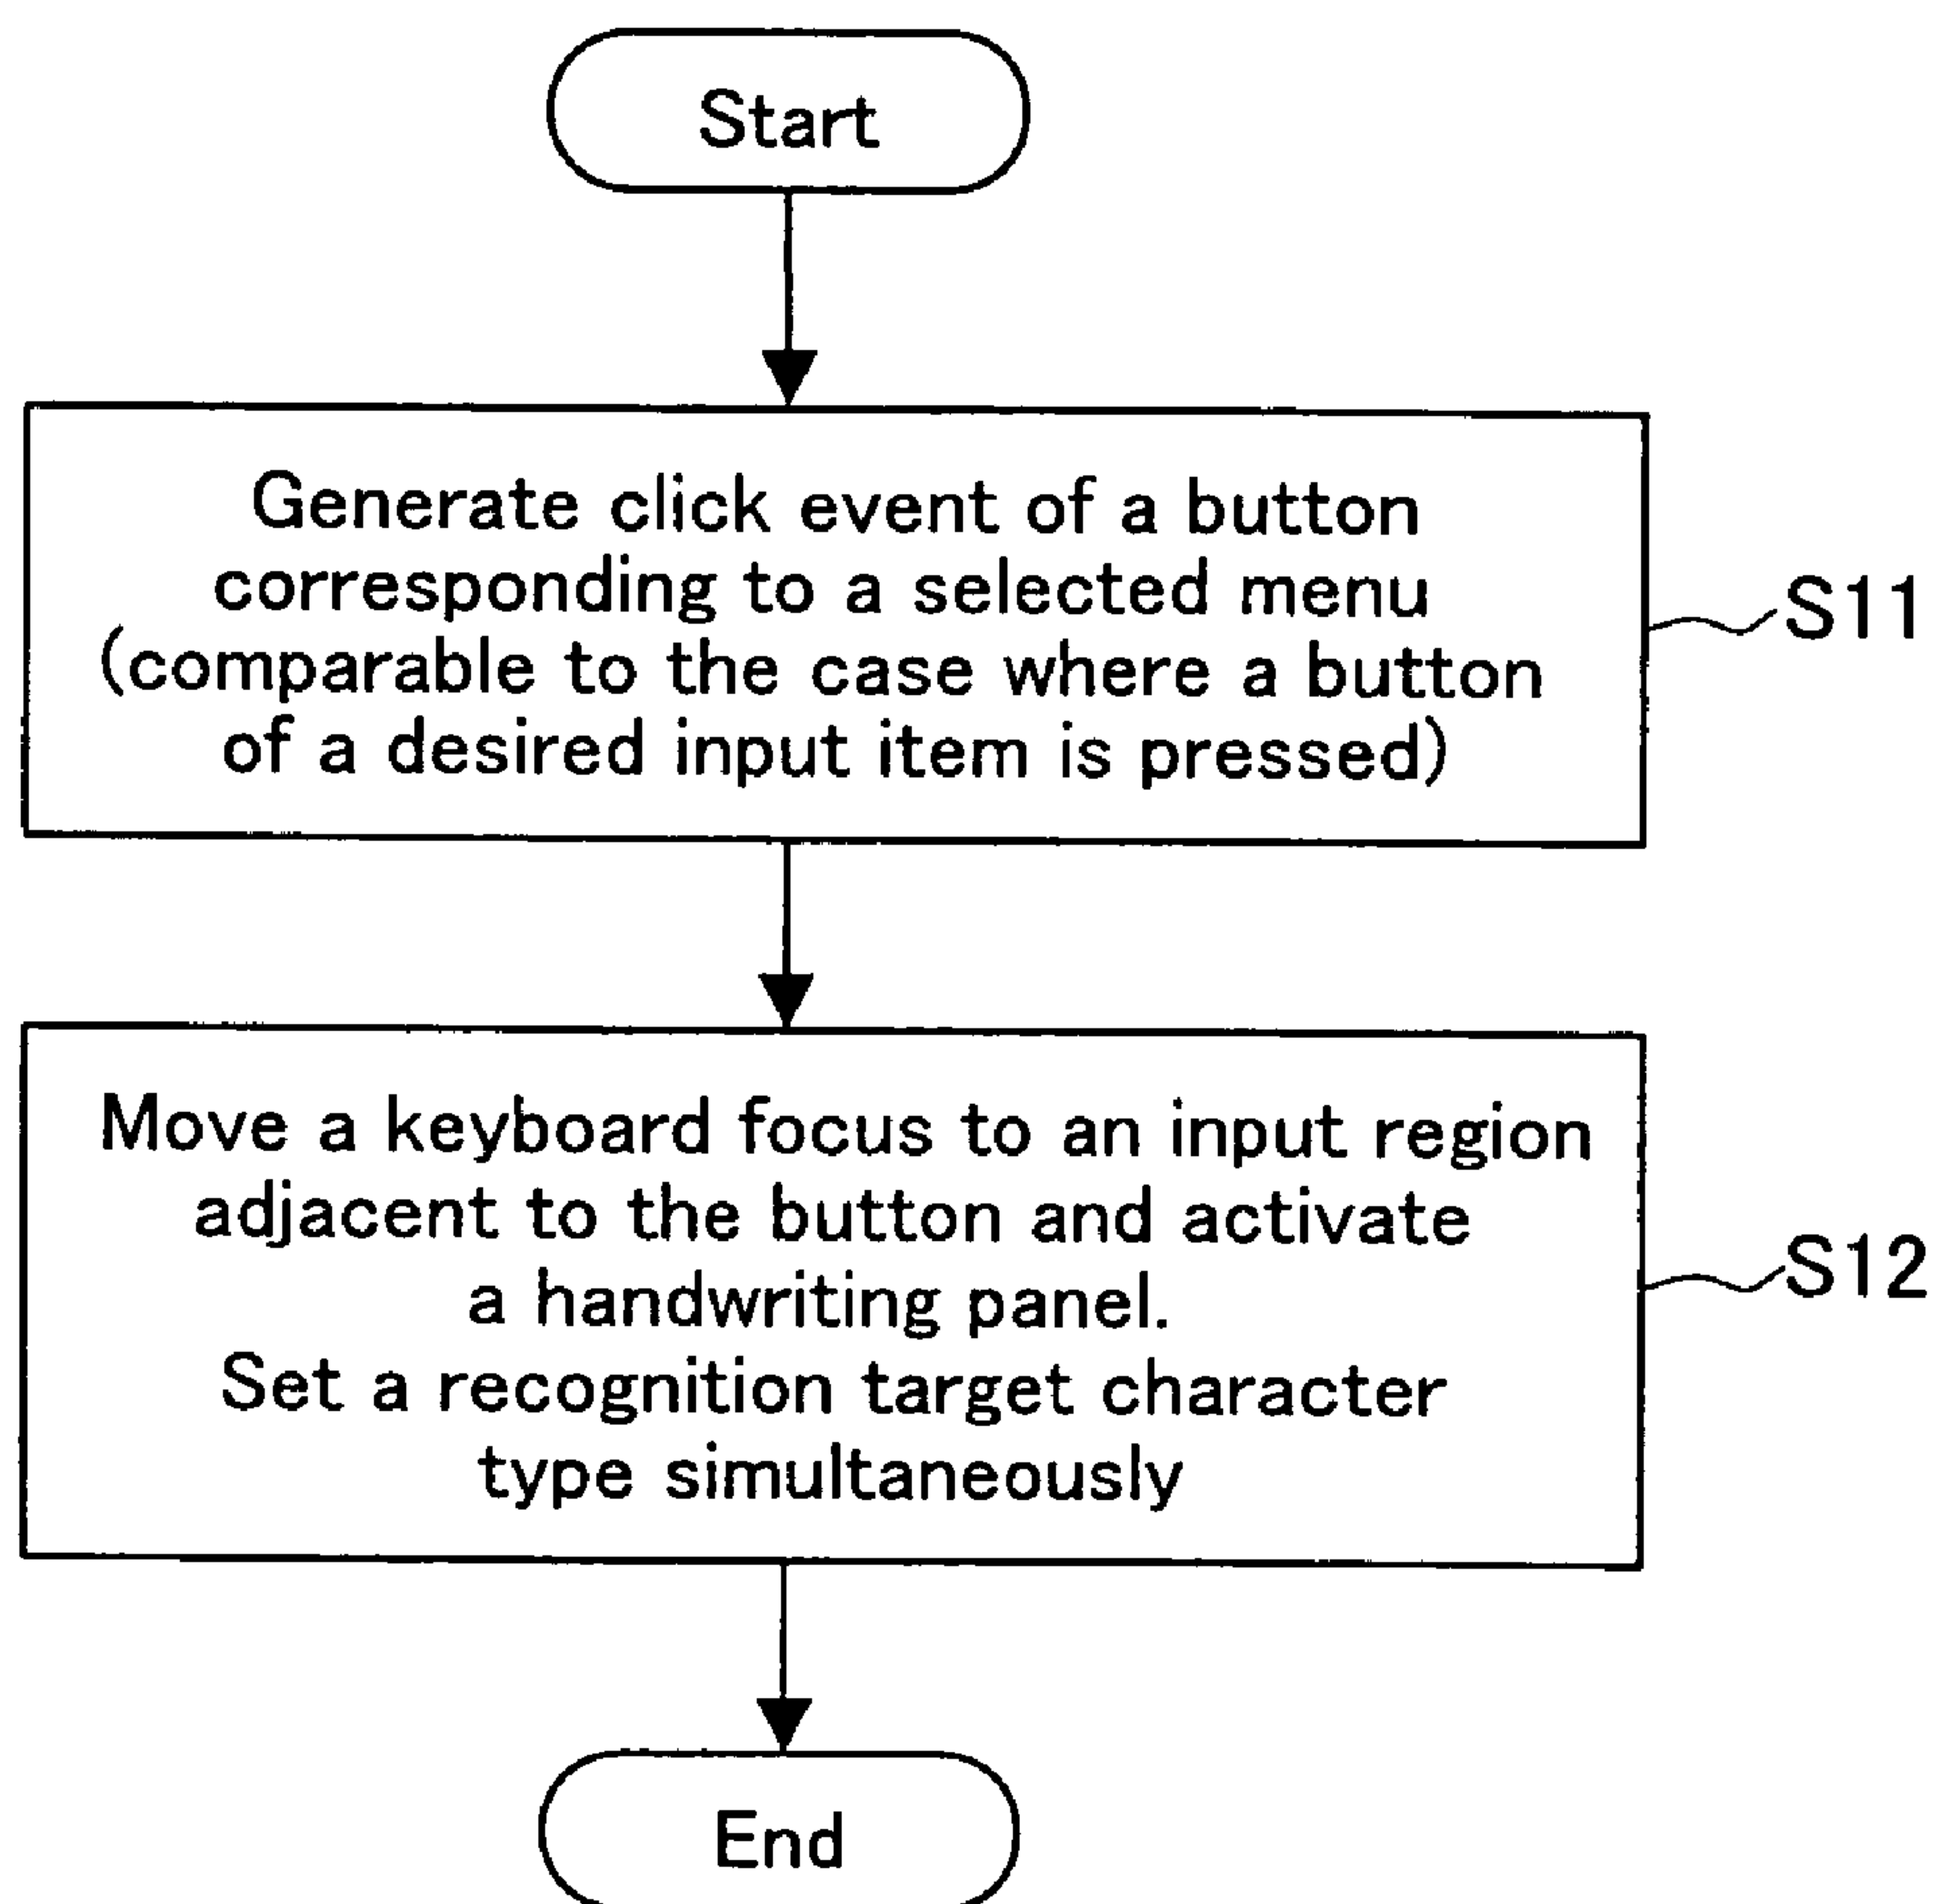 Start
Generate click event of a button
corresponding to a selected menu
(comparable to the case where a button
of a desired input item is pressed)
S11
Move a keyboard focus to an input region
adjacent to the button and activate
a handwriting panel.
Set a recognition target character
type simultaneously
S12
End